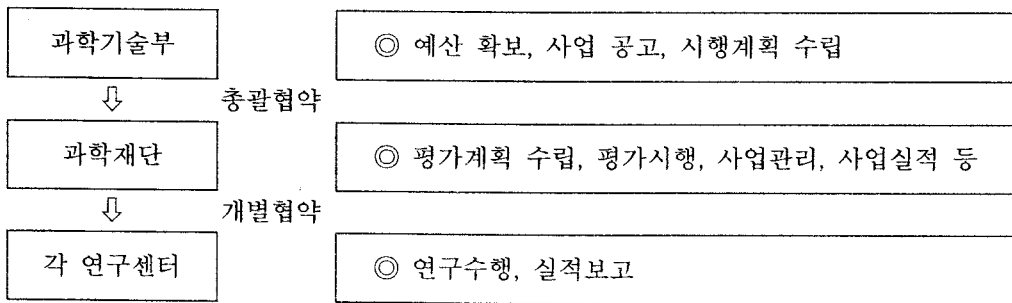 과학기술부 ◎ 예산 확보, 사업 공고, 시행계획 수립
⇩ 총괄협약
과학재단 ◎ 평가계획 수립, 평가시행, 사업관리, 사업실적 등
⇩ 개별협약
각 연구센터 ◎ 연구수행, 실적보고